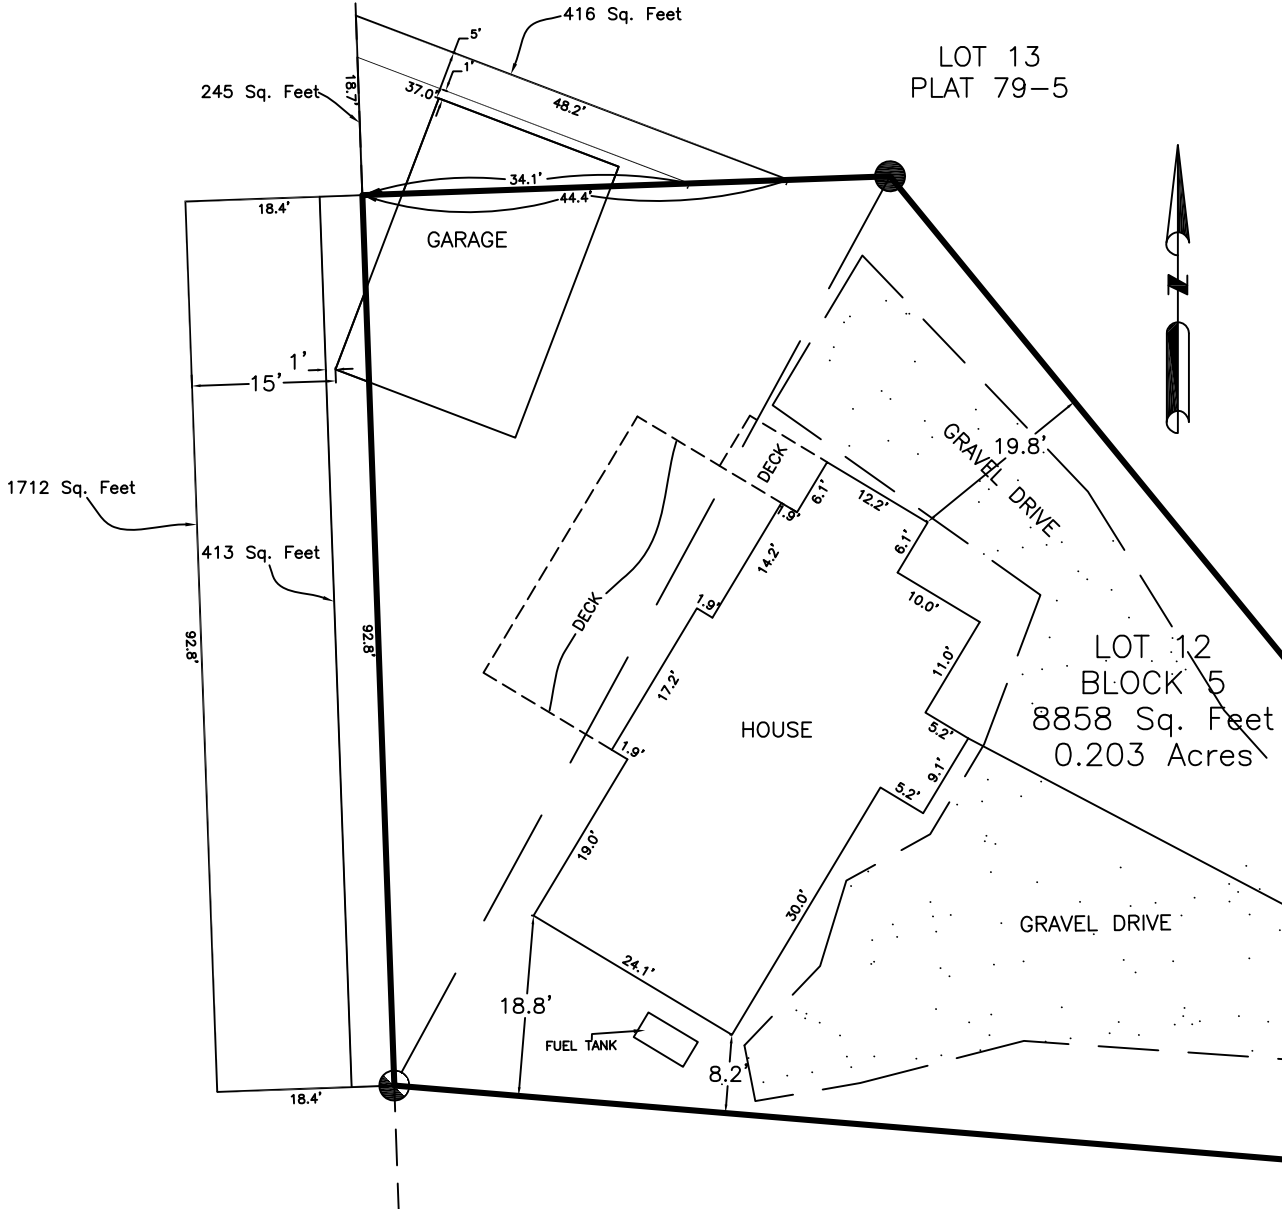 416 Sq. Feet
5'
LOT 13
PLAT 79-5
1'
245 Sq. Feet
18.7'
37.0'
48.2'
34.1'
44.4'
18.4'
GARAGE
N
1'
15'
19.8'
GRAVEL DRIVE
DECK
6.1'
12.2'
1.9'
6.1'
1712 Sq. Feet
413 Sq. Feet
14.2'
1.9'
10.0'
DECK
92.8'
92.8'
11.0'
17.2'
LOT 12
BLOCK 5
8858 Sq. Feet
0.203 Acres
HOUSE
5.2'
1.9'
9.1'
5.2'
19.0'
30.0'
GRAVEL DRIVE
24.1'
18.8'
FUEL TANK
8.2'
18.4'